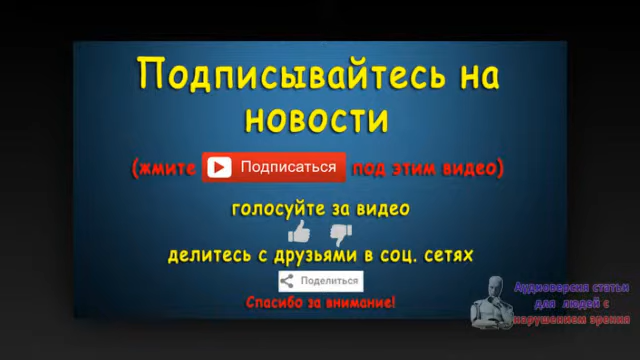 Подписывайтесь на
новости
(жмите Подписаться под этим видео)
голосуйте за видео
делитесь с друзьями в соц. сетях
Поделиться
Спасибо за внимание!
Аудиоверсия статьи
для людей с
нарушением зрения